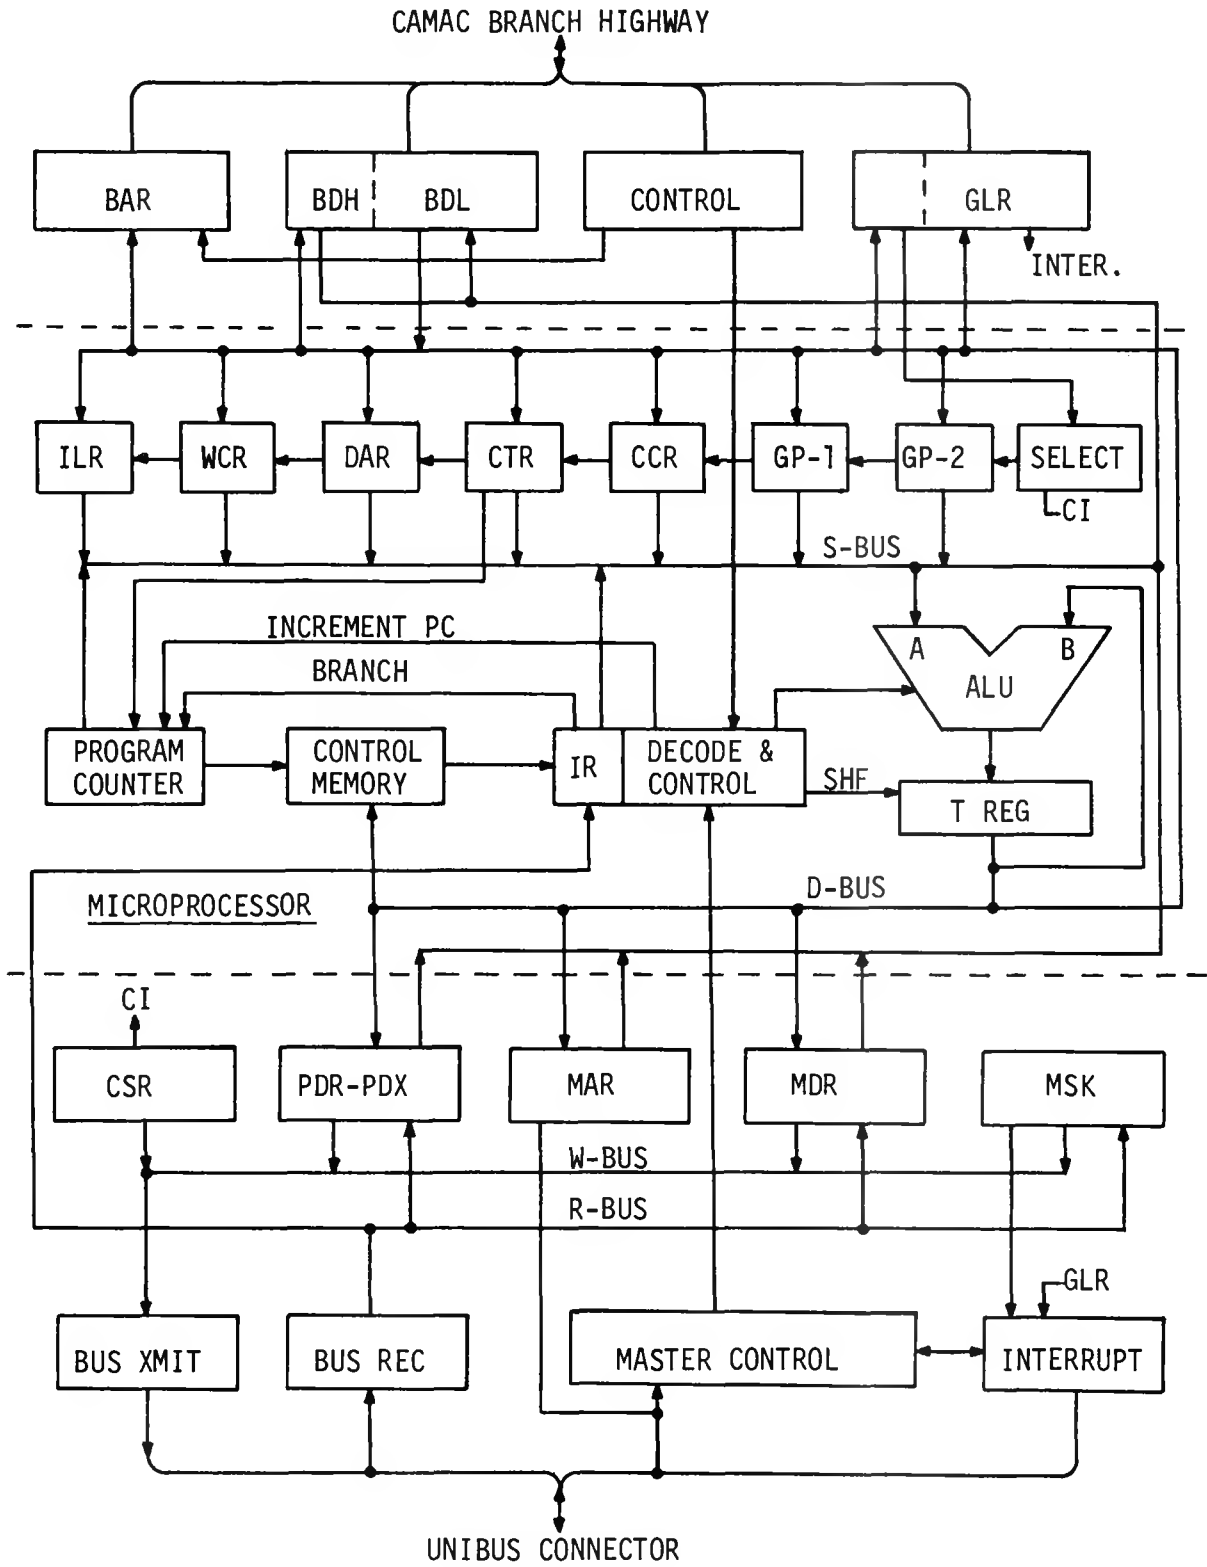 CAMAC BRANCH HIGHWAY
BAR
BDH
BDL
CONTROL
GLR
INTER.
ILR
WCR
DAR
CTR
CCR
GP-1
GP-2
SELECT
CI
S-BUS
INCREMENT PC
BRANCH
A
B
ALU
PROGRAM
COUNTER
CONTROL
MEMORY
IR
DECODE &
CONTROL
SHF
T REG
D-BUS
MICROPROCESSOR
CI
CSR
PDR-PDX
MAR
MDR
MSK
W-BUS
R-BUS
GLR
BUS XMIT
BUS REC
MASTER CONTROL
INTERRUPT
UNIBUS CONNECTOR